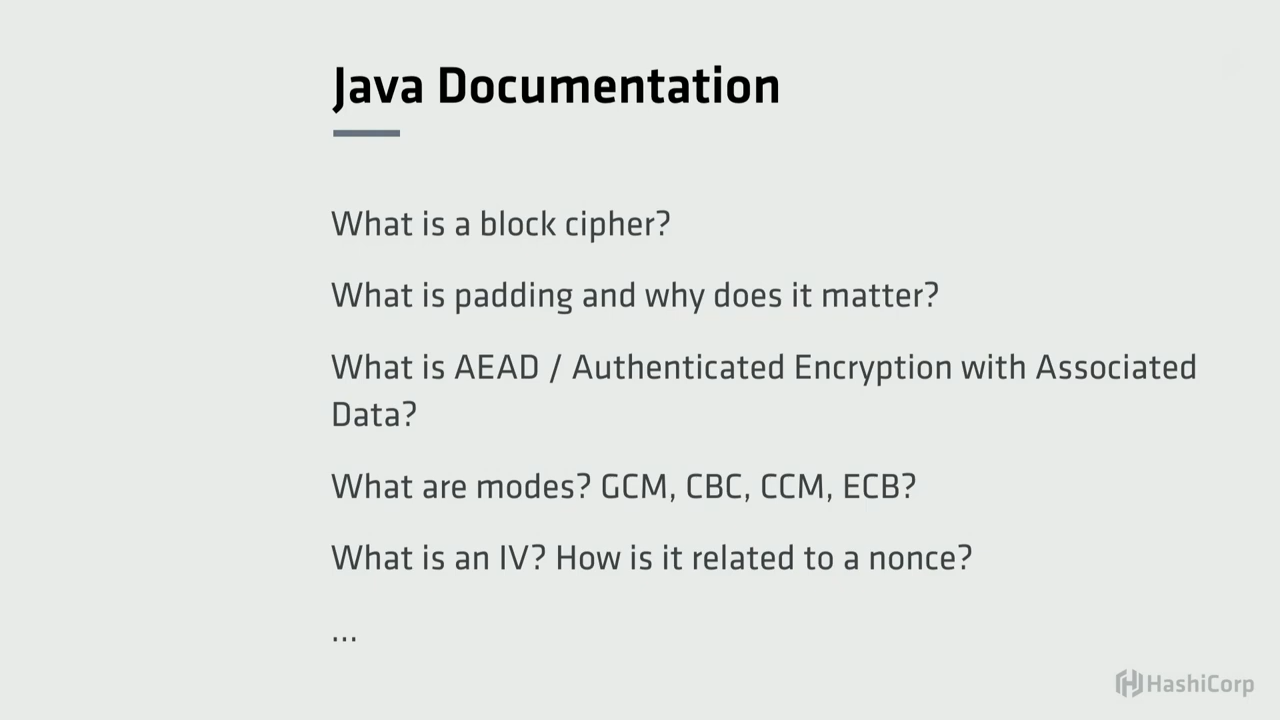 Java Documentation
What is a block cipher?
What is padding and why does it matter?
What is AEAD / Authenticated Encryption with Associated
Data?
What are modes? GCM, CBC, CCM, ECB?
What is an IV? How is it related to a nonce?
...
HashiCorp